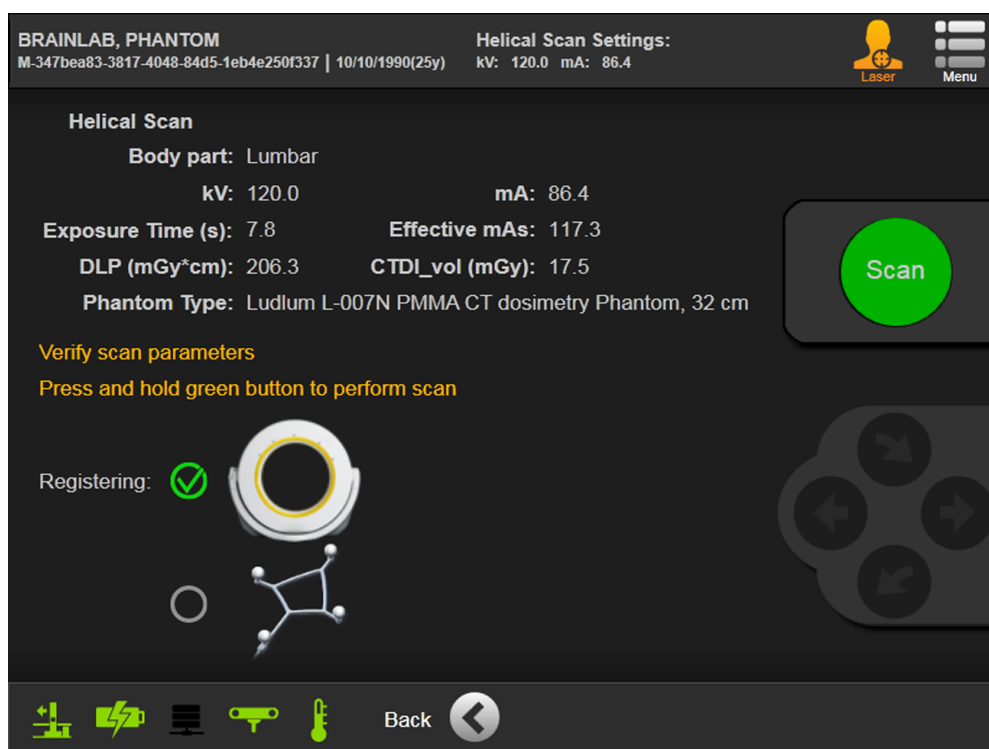 BRAINLAB, PHANTOM
M-347bea83-3817-4048-84d5-1eb4e250f337 | 10/10/1990(25y)
Helical Scan Settings:
kV: 120.0 mA: 86.4
Laser
Menu
Helical Scan
Body part: Lumbar
kV: 120.0 mA: 86.4
Exposure Time (s): 7.8 Effective mAs: 117.3
DLP (mGy*cm): 206.3 CTDI_vol (mGy): 17.5
Phantom Type: Ludlum L-007N PMMA CT dosimetry Phantom, 32 cm
Scan
Verify scan parameters
Press and hold green button to perform scan
Registering:
Back